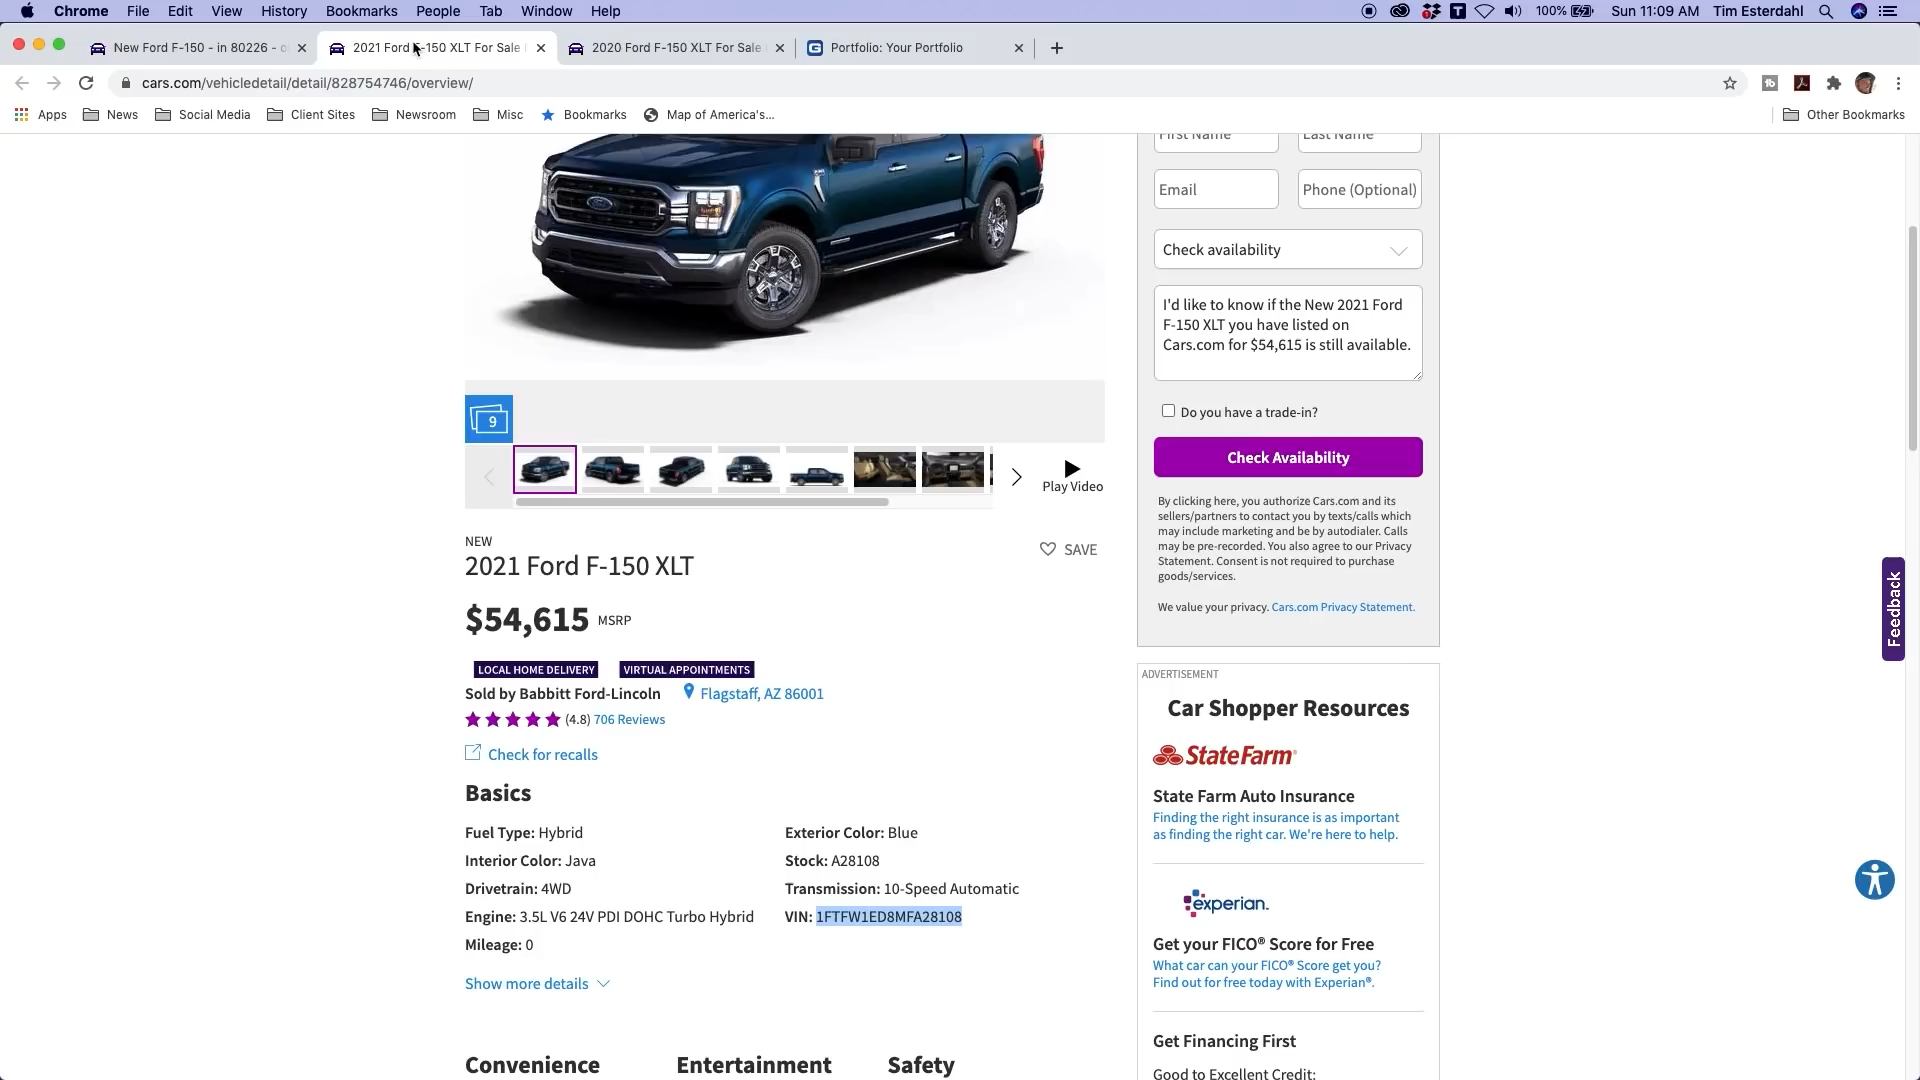 Chrome File Edit View History Bookmarks People Tab Window Help 100% Sun 11:09 AM Tim Esterdahl
New Ford F-150 - in 80226 - 2021 Ford F-150 XLT For Sale 2020 Ford F-150 XLT For Sale Portfolio: Your Portfolio
cars.com/vehicledetail/detail/828754746/overview/
Apps News Social Media Client Sites Newsroom Misc Bookmarks Map of America's... Other Bookmarks
First Name Last Name
Email Phone (Optional)
Check availability
I'd like to know if the New 2021 Ford
F-150 XLT you have listed on
Cars.com for $54,615 is still available.
Do you have a trade-in?
Check Availability
By clicking here, you authorize Cars.com and its
sellers/partners to contact you by texts/calls which
may include marketing and be by autodialer. Calls
may be pre-recorded. You also agree to our Privacy
Statement. Consent is not required to purchase
goods/services.
We value your privacy. Cars.com Privacy Statement.
9
Play Video
NEW
2021 Ford F-150 XLT
SAVE
$54,615 MSRP
LOCAL HOME DELIVERY VIRTUAL APPOINTMENTS
Sold by Babbitt Ford-Lincoln Flagstaff, AZ 86001
(4.8) 706 Reviews
Check for recalls
Basics
Fuel Type: Hybrid
Exterior Color: Blue
Interior Color: Java
Stock: A28108
Drivetrain: 4WD
Transmission: 10-Speed Automatic
Engine: 3.5L V6 24V PDI DOHC Turbo Hybrid
VIN: 1FTFW1ED8MFA28108
Mileage: 0
Show more details
Convenience Entertainment Safety
ADVERTISEMENT
Car Shopper Resources
StateFarm
State Farm Auto Insurance
Finding the right insurance is as important
as finding the right car. We're here to help.
experian.
Get your FICO® Score for Free
What car can your FICO® Score get you?
Find out for free today with Experian®.
Get Financing First
Good to Excellent Credit:
Feedback